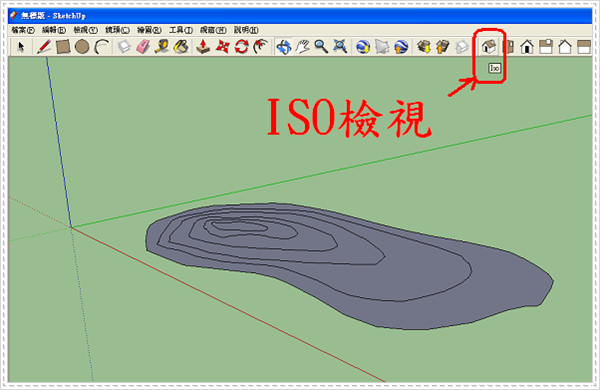 無標題 - SketchUp
檔案(F) 編輯(E) 檢視(V) 鏡頭(C) 繪圖(R) 工具(T) 視窗(W) 說明(H)
Iso
ISO檢視